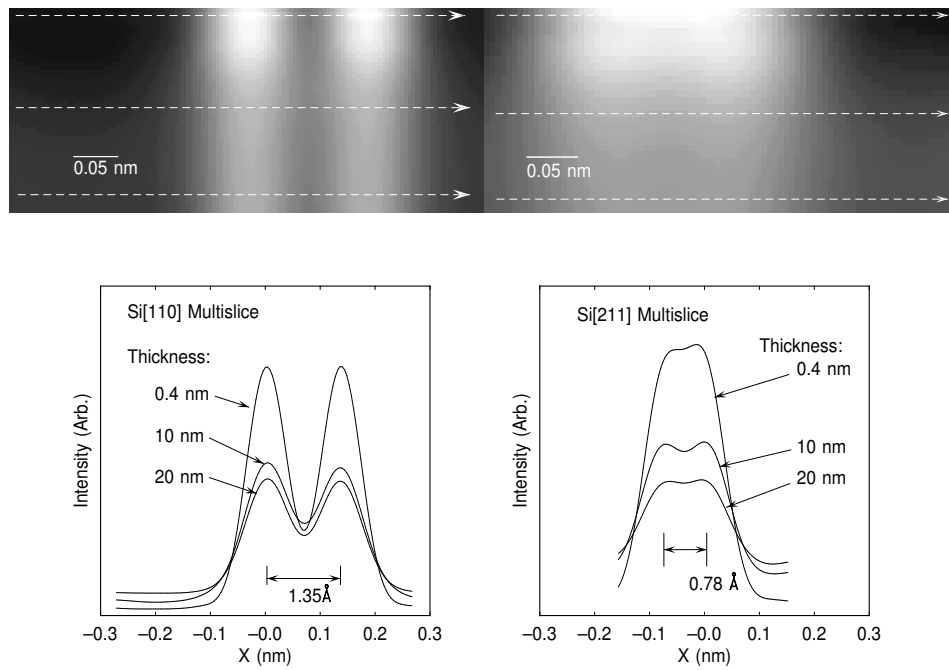 0.05 nm
0.05 nm
Si[110] Multislice
Thickness:
0.4 nm
10 nm
20 nm
1.35Å
Intensity (Arb.)
–0.3 –0.2 –0.1 –0.0 0.1 0.2 0.3
X (nm)
Si[211] Multislice
Thickness:
0.4 nm
10 nm
20 nm
0.78 Å
Intensity (Arb.)
–0.3 –0.2 –0.1 –0.0 0.1 0.2 0.3
X (nm)